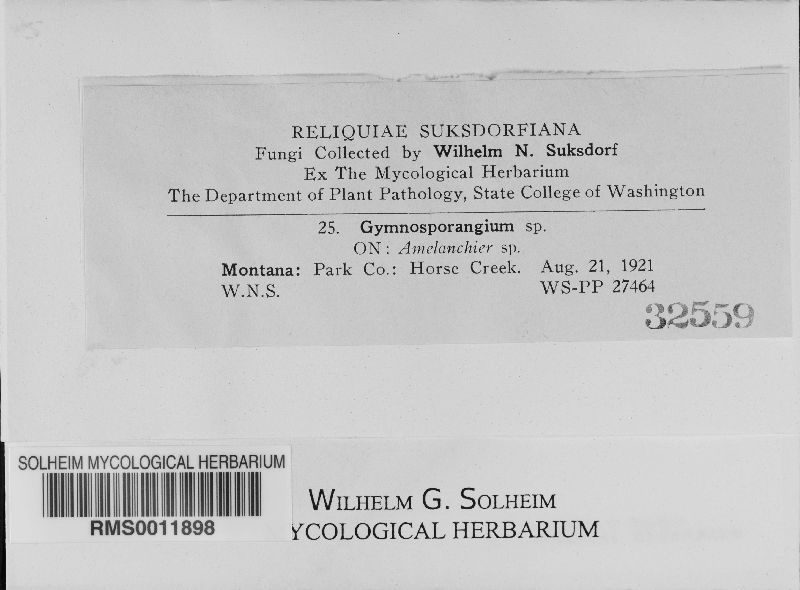 RELIQUIAE SUKSDORFIANA
Fungi Collected by Wilhelm N. Suksdorf
Ex The Mycological Herbarium
The Department of Plant Pathology, State College of Washington
25. Gymnosporangium sp.
ON: Amelanchier sp.
Montana: Park Co.: Horse Creek. Aug. 21, 1921
W.N.S. WS-PP 27464
32559
SOLHEIM MYCOLOGICAL HERBARIUM
RMS0011898
WILHELM G. SOLHEIM
YCOLOGICAL HERBARIUM